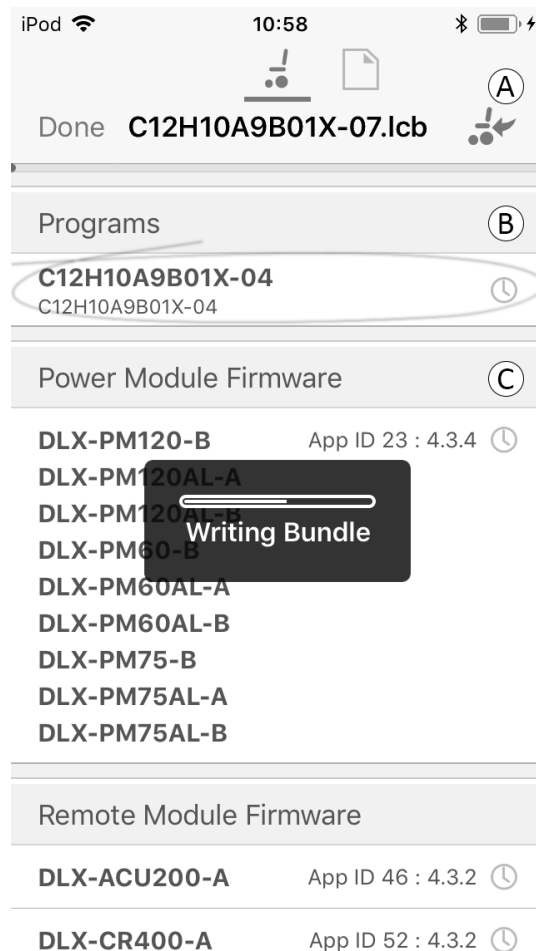 iPod 10:58
A
Done C12H10A9B01X-07.lcb
Programs B
C12H10A9B01X-04
C12H10A9B01X-04
Power Module Firmware C
DLX-PM120-B App ID 23 : 4.3.4
DLX-PM120AL-A
DLX-PM120AL-B
Writing Bundle
DLX-PM60-B
DLX-PM60AL-A
DLX-PM60AL-B
DLX-PM75-B
DLX-PM75AL-A
DLX-PM75AL-B
Remote Module Firmware
DLX-ACU200-A App ID 46 : 4.3.2
DLX-CR400-A App ID 52 : 4.3.2